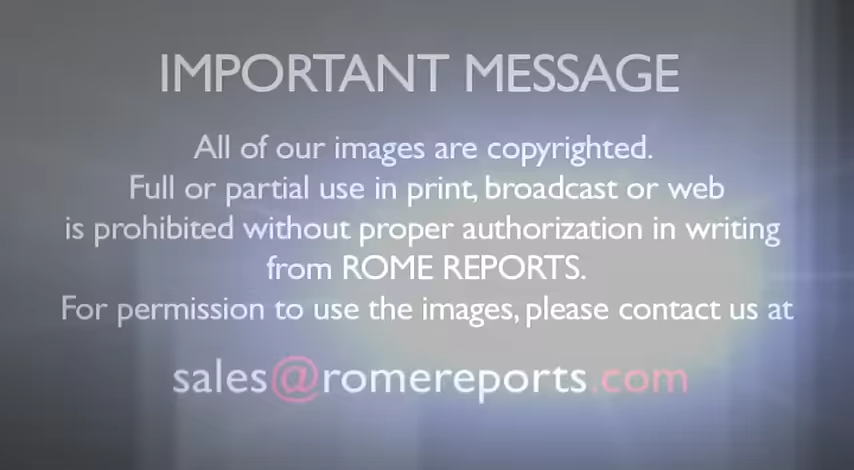 IMPORTANT MESSAGE
All of our images are copyrighted.
Full or partial use in print, broadcast or web
is prohibited without proper authorization in writing
from ROME REPORTS.
For permission to use the images, please contact us at
sales@romereports.com